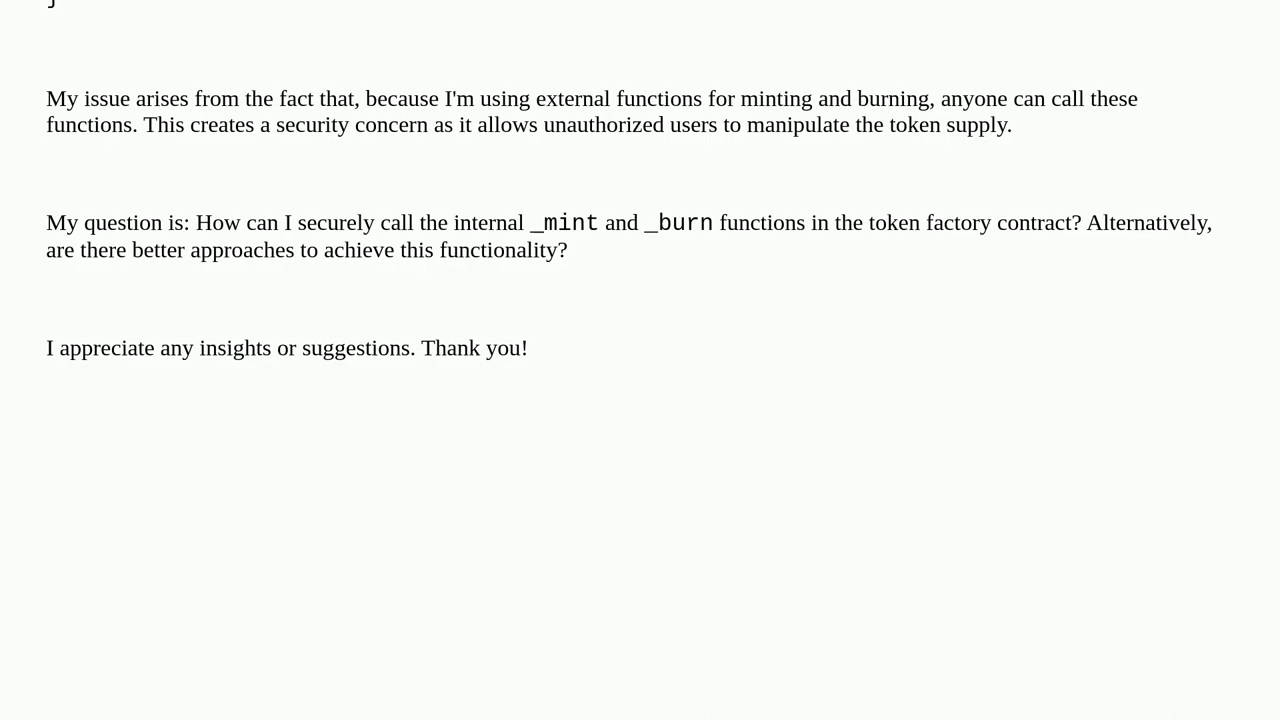 }
My issue arises from the fact that, because I'm using external functions for minting and burning, anyone can call these
functions. This creates a security concern as it allows unauthorized users to manipulate the token supply.
My question is: How can I securely call the internal _mint and _burn functions in the token factory contract? Alternatively,
are there better approaches to achieve this functionality?
I appreciate any insights or suggestions. Thank you!